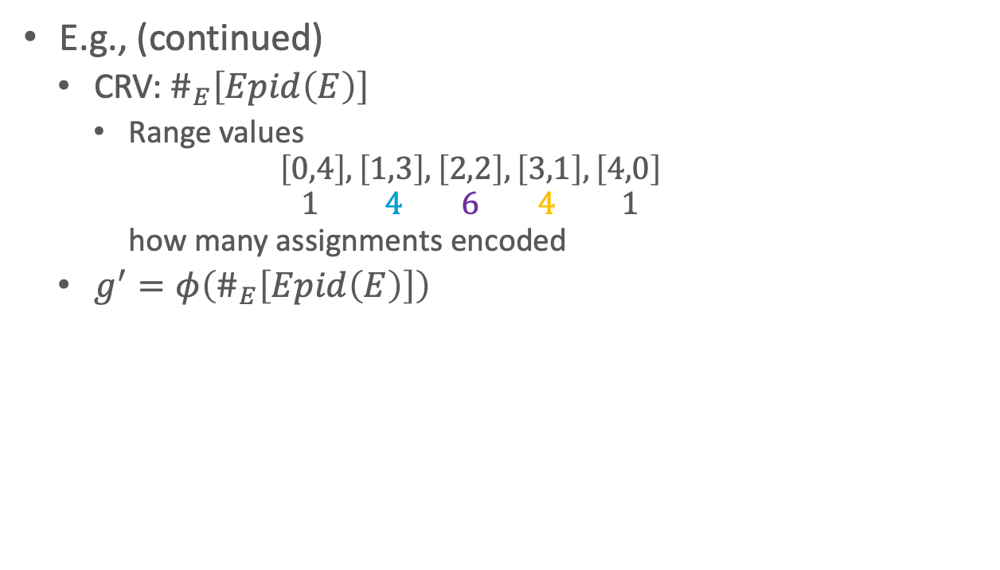 • E.g., (continued)
• CRV: #_E[Epid(E)]
• Range values
[0,4], [1,3], [2,2], [3,1], [4,0]
1 4 6 4 1
how many assignments encoded
• g′ = ϕ(#_E[Epid(E)])